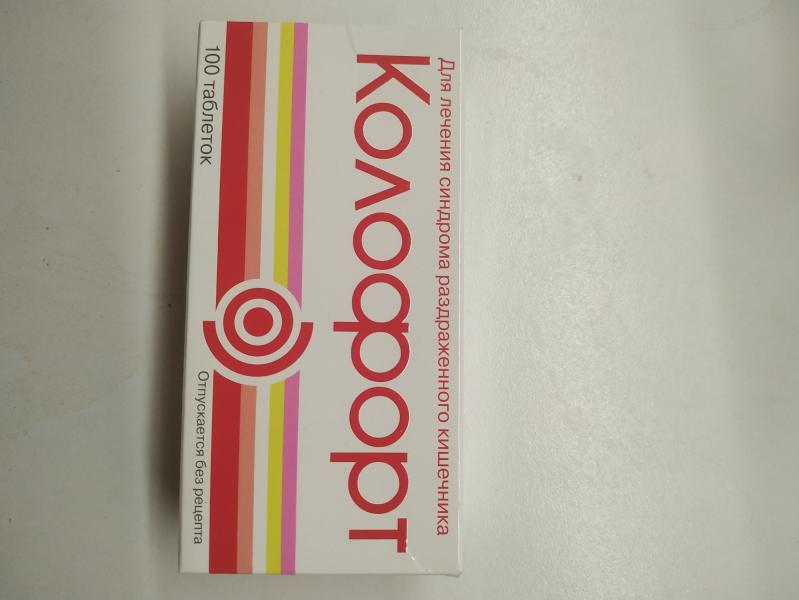 Для лечения синдрома раздраженного кишечника
Колофорт
100 таблеток
Отпускается без рецепта